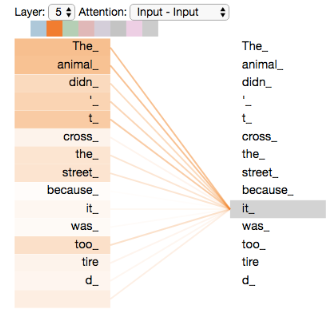 Layer: 5 Attention: Input - Input
The_ The_
animal_ animal_
didn_ didn_
'_ '_
t_ t_
cross_ cross_
the_ the_
street_ street_
because_ because_
it_ it_
was_ was_
too_ too_
tire tire
d_ d_